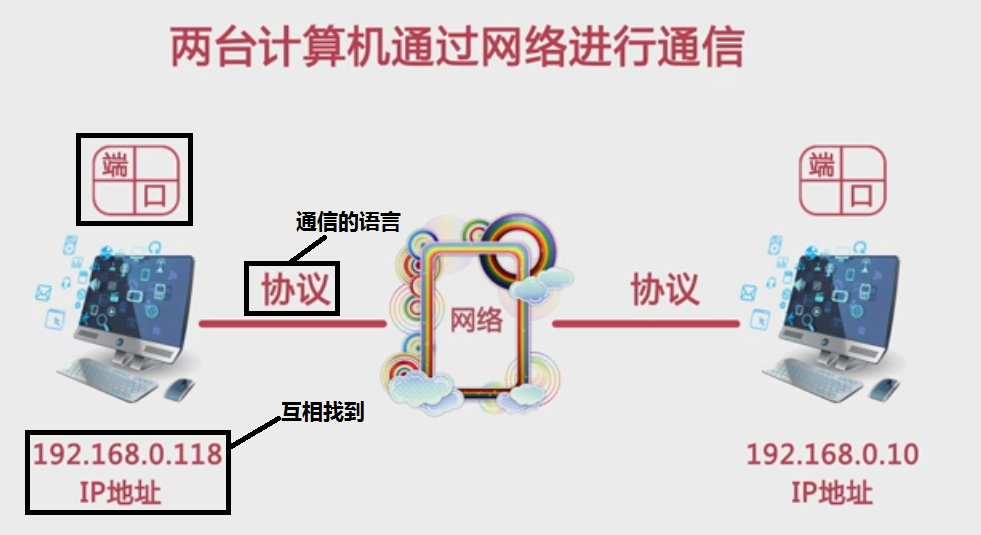 两台计算机通过网络进行通信
端口
端口
通信的语言
协议
网络
协议
互相找到
192.168.0.118
IP地址
192.168.0.10
IP地址